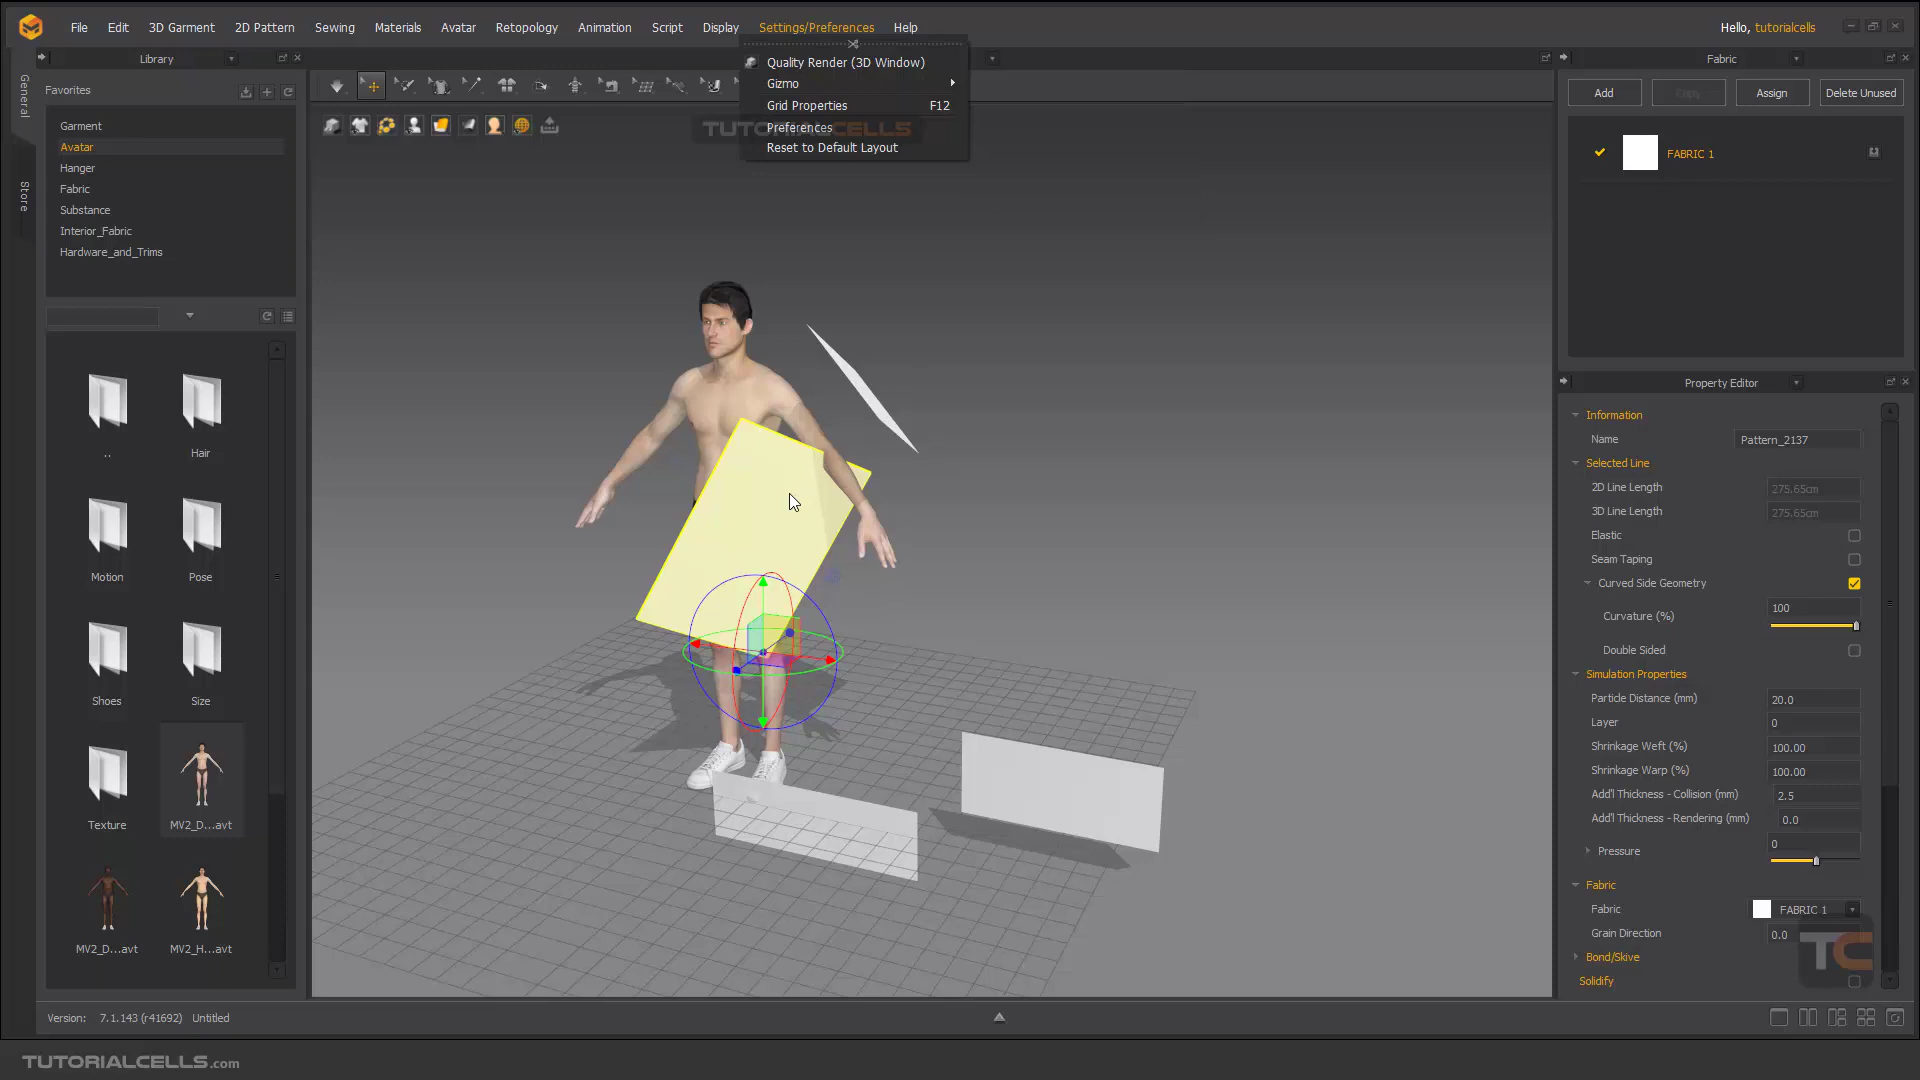 File Edit 3D Garment 2D Pattern Sewing Materials Avatar Retopology Animation Script Display Settings/Preferences Help
Hello, tutorialcells
Library
General
Store
Favorites
Garment
Avatar
Hanger
Fabric
Substance
Interior_Fabric
Hardware_and_Trims
..
Hair
Motion
Pose
Shoes
Size
Texture
MV2_D...avt
MV2_D...avt
MV2_H...avt
Quality Render (3D Window)
Gizmo
Grid Properties F12
Preferences
Reset to Default Layout
TUTORIALCELLS
Fabric
Add
Copy
Assign
Delete Unused
FABRIC 1
Property Editor
Information
Name Pattern_2137
Selected Line
2D Line Length 275.65cm
3D Line Length 275.65cm
Elastic
Seam Taping
Curved Side Geometry
Curvature (%) 100
Double Sided
Simulation Properties
Particle Distance (mm) 20.0
Layer 0
Shrinkage Weft (%) 100.00
Shrinkage Warp (%) 100.00
Add'l Thickness - Collision (mm) 2.5
Add'l Thickness - Rendering (mm) 0.0
Pressure 0
Fabric
Fabric FABRIC 1
Grain Direction 0.0
Bond/Skive
Solidify
TC
Version: 7.1.143 (r41692) Untitled
TUTORIALCELLS.com